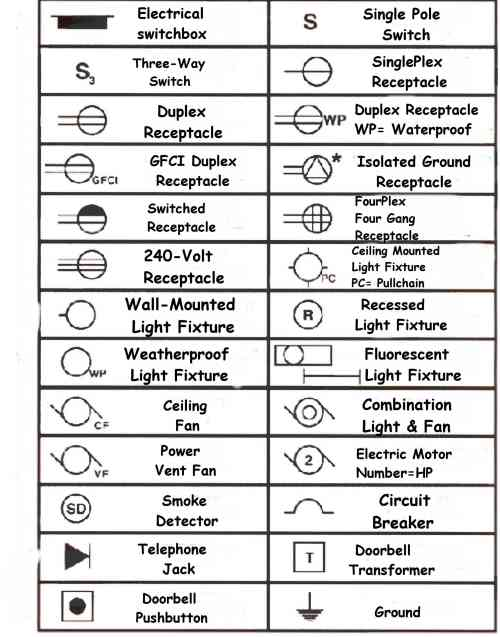 Electrical
switchbox
S
Single Pole
Switch
S3
Three-Way
Switch
SinglePlex
Receptacle
Duplex
Receptacle
WP
Duplex Receptacle
WP= Waterproof
GFCI
GFCI Duplex
Receptacle
*
Isolated Ground
Receptacle
Switched
Receptacle
FourPlex
Four Gang
Receptacle
240-Volt
Receptacle
PC
Ceiling Mounted
Light Fixture
PC= Pullchain
Wall-Mounted
Light Fixture
R
Recessed
Light Fixture
WP
Weatherproof
Light Fixture
Fluorescent
Light Fixture
CF
Ceiling
Fan
Combination
Light & Fan
VF
Power
Vent Fan
2
Electric Motor
Number=HP
SD
Smoke
Detector
Circuit
Breaker
Telephone
Jack
T
Doorbell
Transformer
Doorbell
Pushbutton
Ground